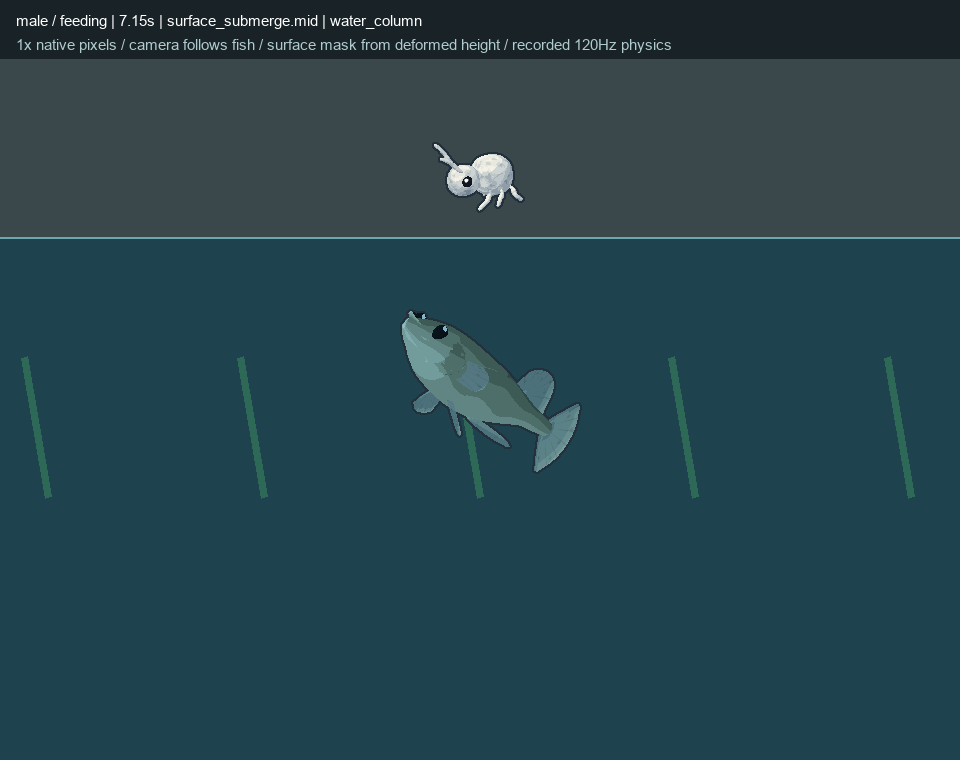 male / feeding | 7.15s | surface_submerge.mid | water_column
1x native pixels / camera follows fish / surface mask from deformed height / recorded 120Hz physics